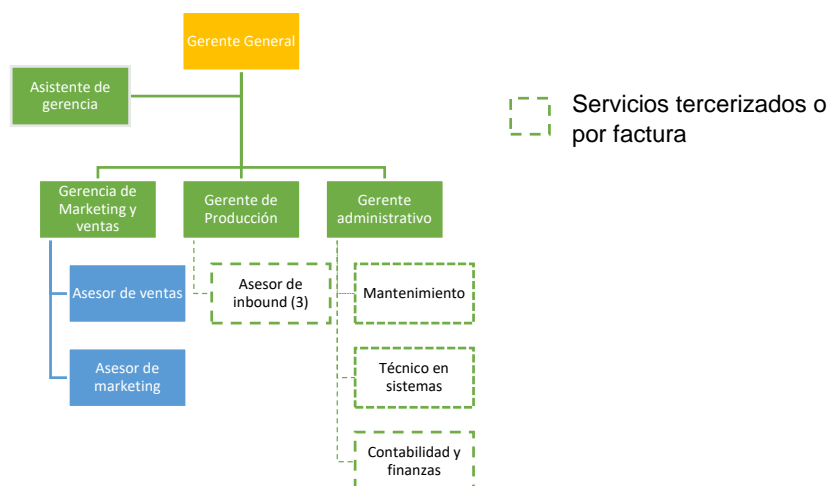 Gerente General
Asistente de
gerencia
Servicios tercerizados o
por factura
Gerencia de
Marketing y
ventas
Gerente de
Producción
Gerente
administrativo
Asesor de ventas
Asesor de
inbound (3)
Mantenimiento
Asesor de
marketing
Técnico en
sistemas
Contabilidad y
finanzas